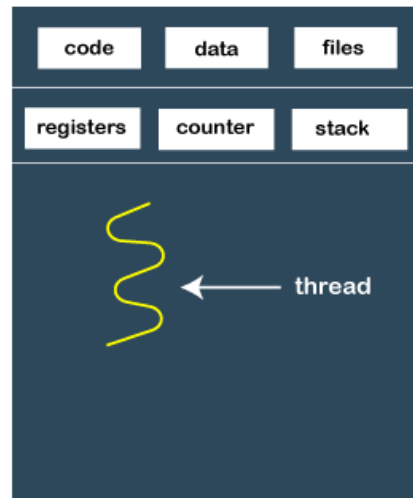 code data files
registers counter stack
thread